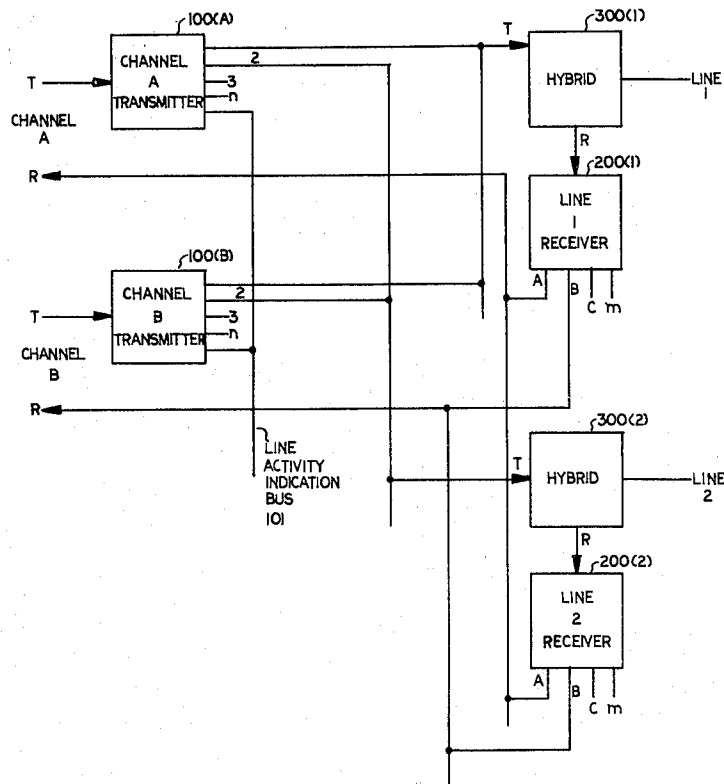 100(A)
CHANNEL
A
TRANSMITTER
2
3
n
T
CHANNEL
A
R
100(B)
CHANNEL
B
TRANSMITTER
2
3
n
T
CHANNEL
B
R
LINE
ACTIVITY
INDICATION
BUS
101
300(1)
T
HYBRID
LINE
1
R
200(1)
LINE
1
RECEIVER
A
B
C
m
300(2)
T
HYBRID
LINE
2
R
200(2)
LINE
2
RECEIVER
A
B
C
m